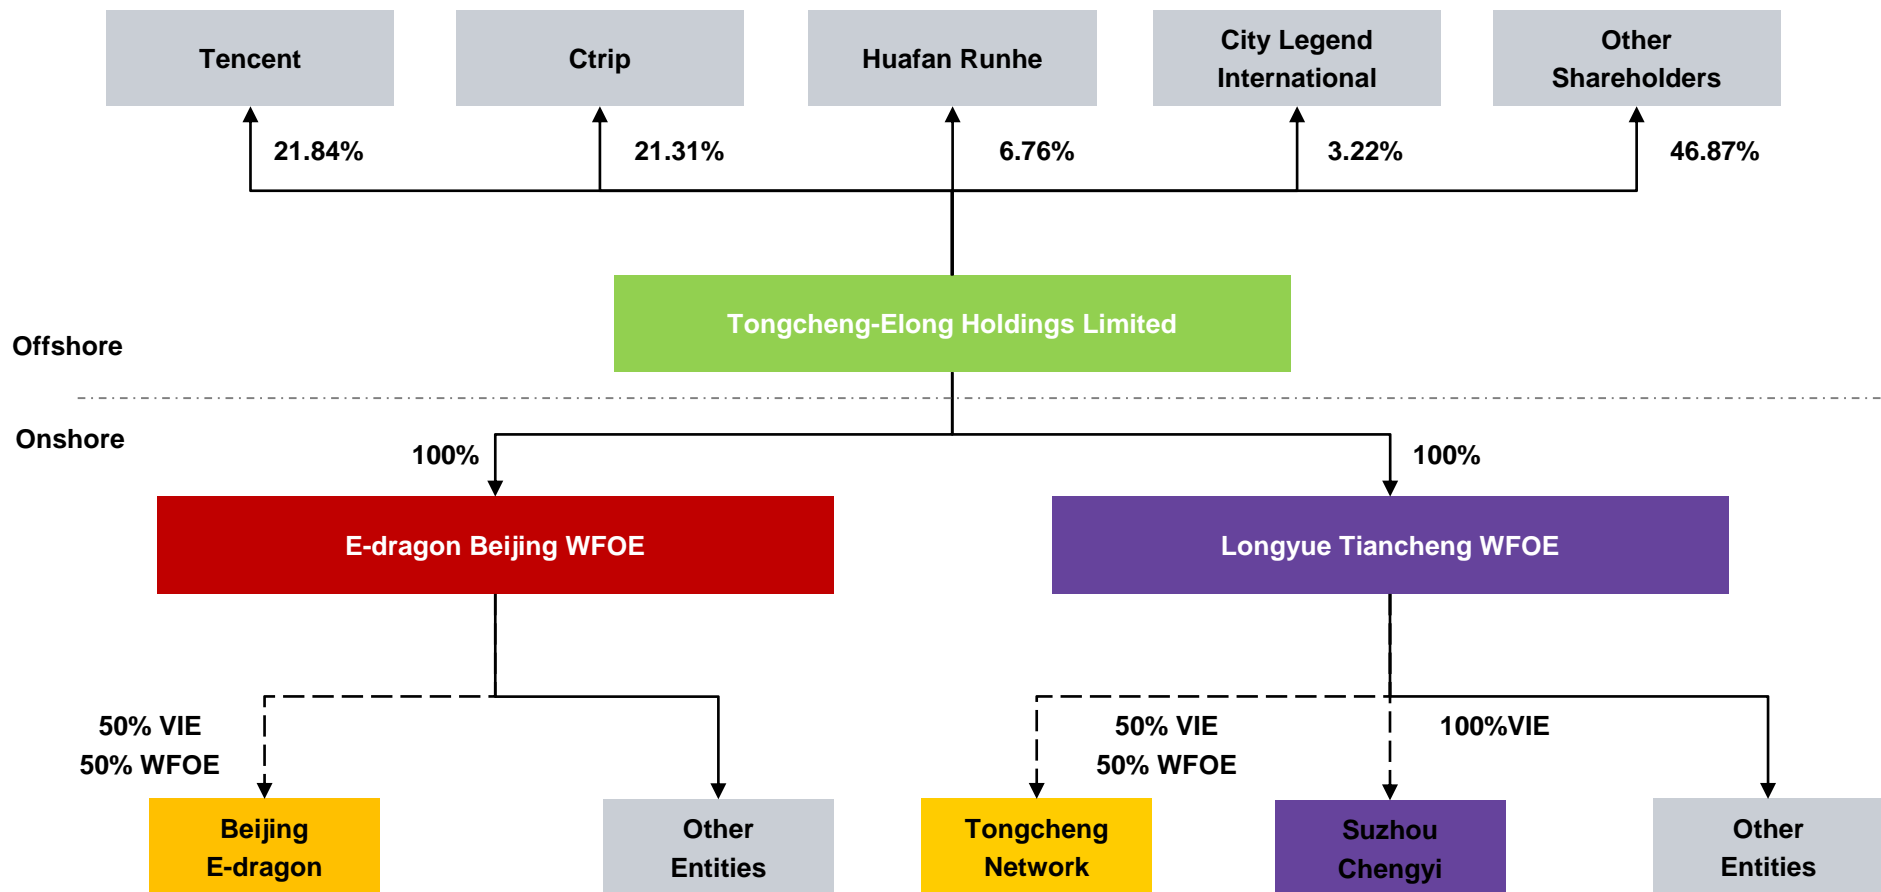 Tencent
Ctrip
Huafan Runhe
City Legend
International
Other
Shareholders
21.84%
21.31%
6.76%
3.22%
46.87%
Tongcheng-Elong Holdings Limited
Offshore
Onshore
100%
100%
E-dragon Beijing WFOE
Longyue Tiancheng WFOE
50% VIE
50% WFOE
50% VIE
50% WFOE
100%VIE
Beijing
E-dragon
Other
Entities
Tongcheng
Network
Suzhou
Chengyi
Other
Entities